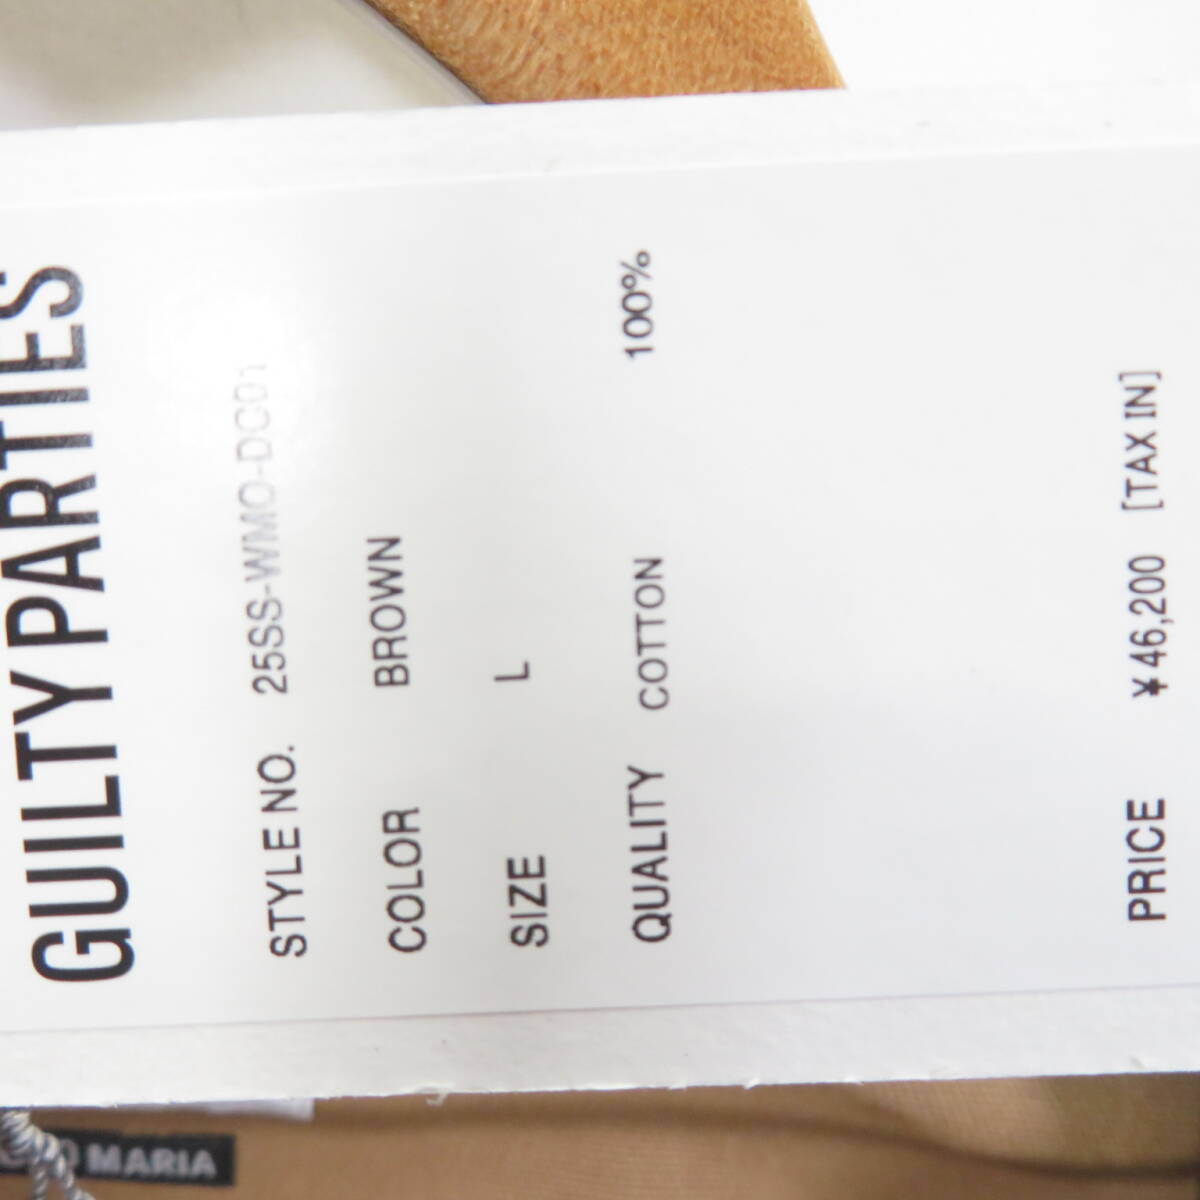 GUILTY PARTIES
STYLE NO. 25SS-WMO-DC01
COLOR BROWN
SIZE L
QUALITY COTTON 100%
PRICE ¥46,200 [TAX IN]
MARIA